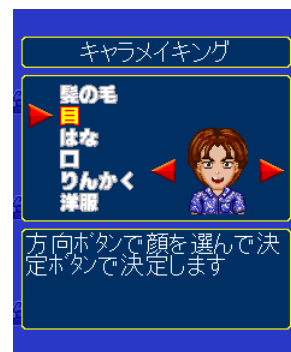 キャラメイキング
髪の毛
目
はな
口
りんかく
洋服
方向ボタンで顔を選んで決
定ボタンで決定します